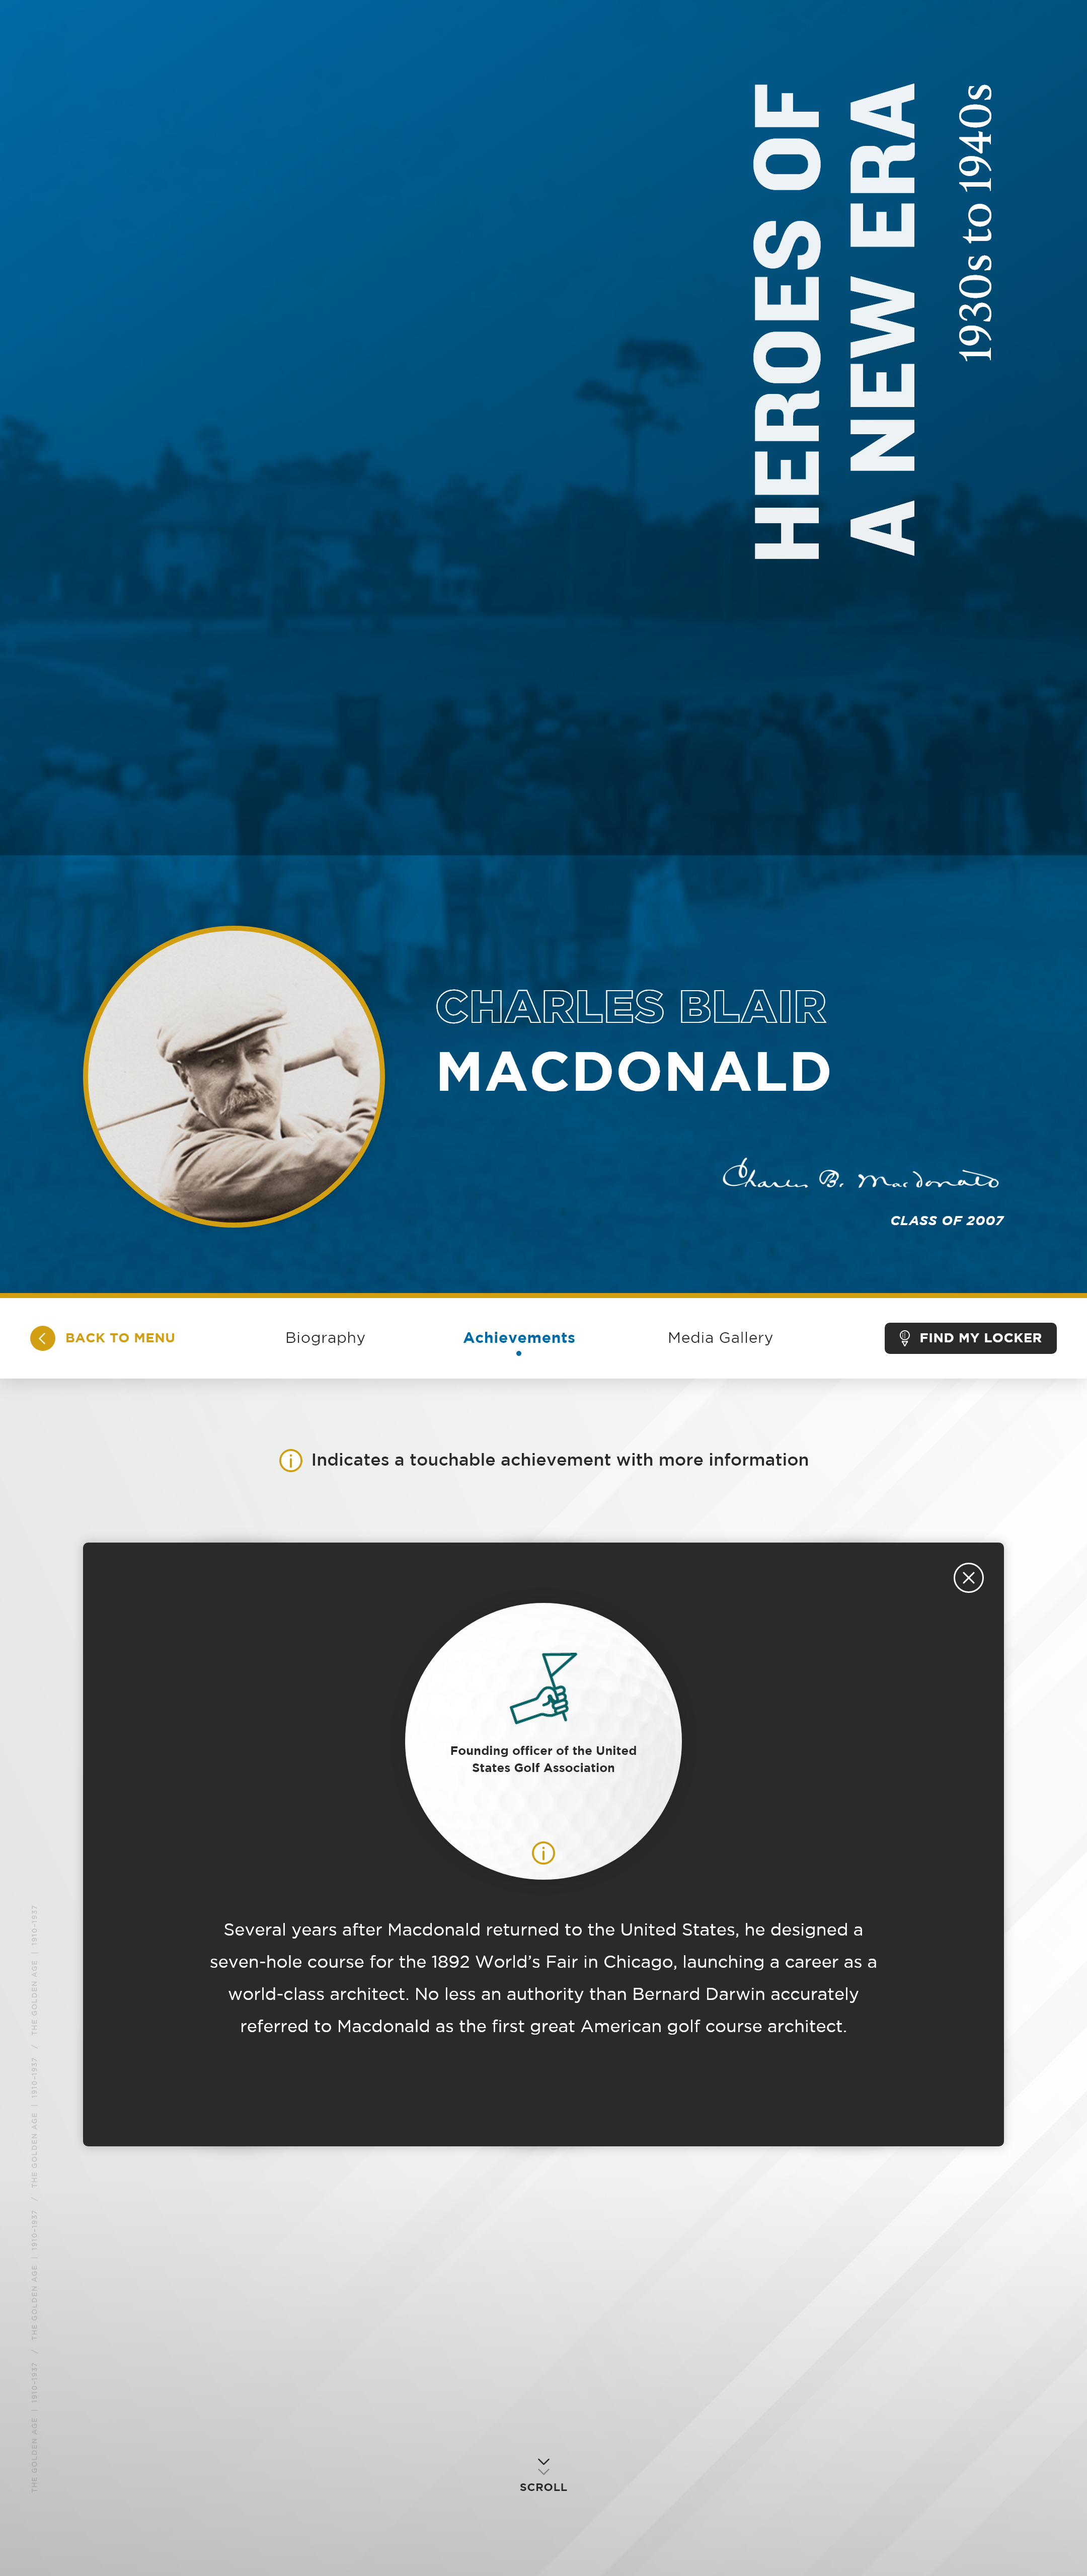 HEROES OF
A NEW ERA
1930s to 1940s
CHARLES BLAIR
MACDONALD
Charles B. Macdonald
CLASS OF 2007
BACK TO MENU
Biography
Achievements
Media Gallery
FIND MY LOCKER
Indicates a touchable achievement with more information
Founding officer of the United
States Golf Association
Several years after Macdonald returned to the United States, he designed a
seven-hole course for the 1892 World’s Fair in Chicago, launching a career as a
world-class architect. No less an authority than Bernard Darwin accurately
referred to Macdonald as the first great American golf course architect.
THE GOLDEN AGE | 1910–1937 / THE GOLDEN AGE | 1910–1937 / THE GOLDEN AGE | 1910–1937 / THE GOLDEN AGE | 1910–1937
SCROLL